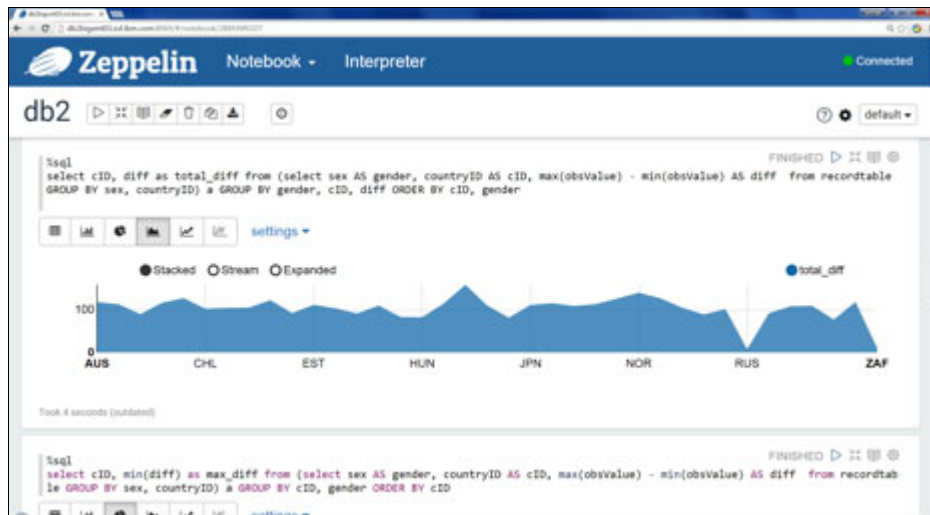 Zeppelin Notebook Interpreter Connected
db2 default
%sql FINISHED
select cID, diff as total_diff from (select sex AS gender, countryID AS cID, max(obsValue) - min(obsValue) AS diff from recordtable
GROUP BY sex, countryID) a GROUP BY gender, cID, diff ORDER BY cID, gender
settings
Stacked Stream Expanded total_diff
100
0
AUS CHL EST HUN JPN NOR RUS ZAF
Took 4 seconds (outdated)
%sql FINISHED
select cID, min(diff) as max_diff from (select sex AS gender, countryID AS cID, max(obsValue) - min(obsValue) AS diff from recordtab
le GROUP BY sex, countryID) a GROUP BY cID, gender ORDER BY cID
settings